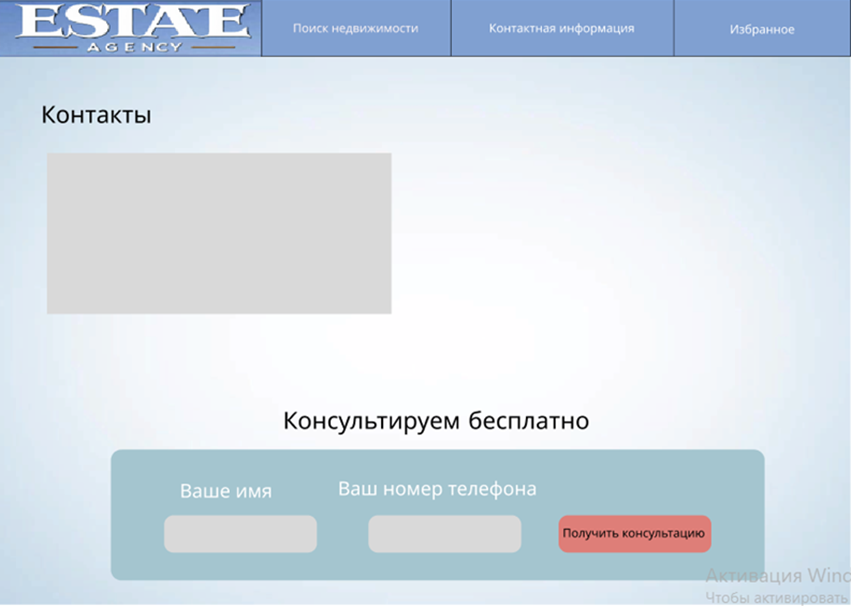 ESTATE
AGENCY
Поиск недвижимости
Контактная информация
Избранное
Контакты
Консультируем бесплатно
Ваше имя
Ваш номер телефона
Получить консультацию
Активация Wind
Чтобы активировать